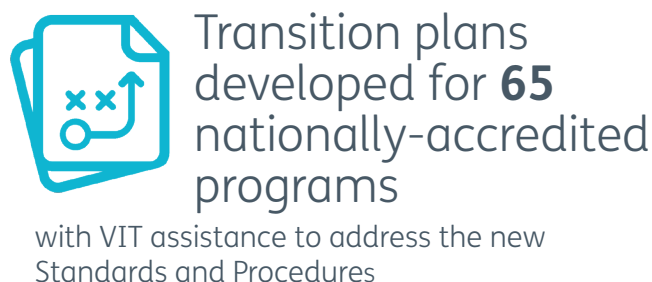 Transition plans
developed for 65
nationally-accredited
programs
with VIT assistance to address the new
Standards and Procedures